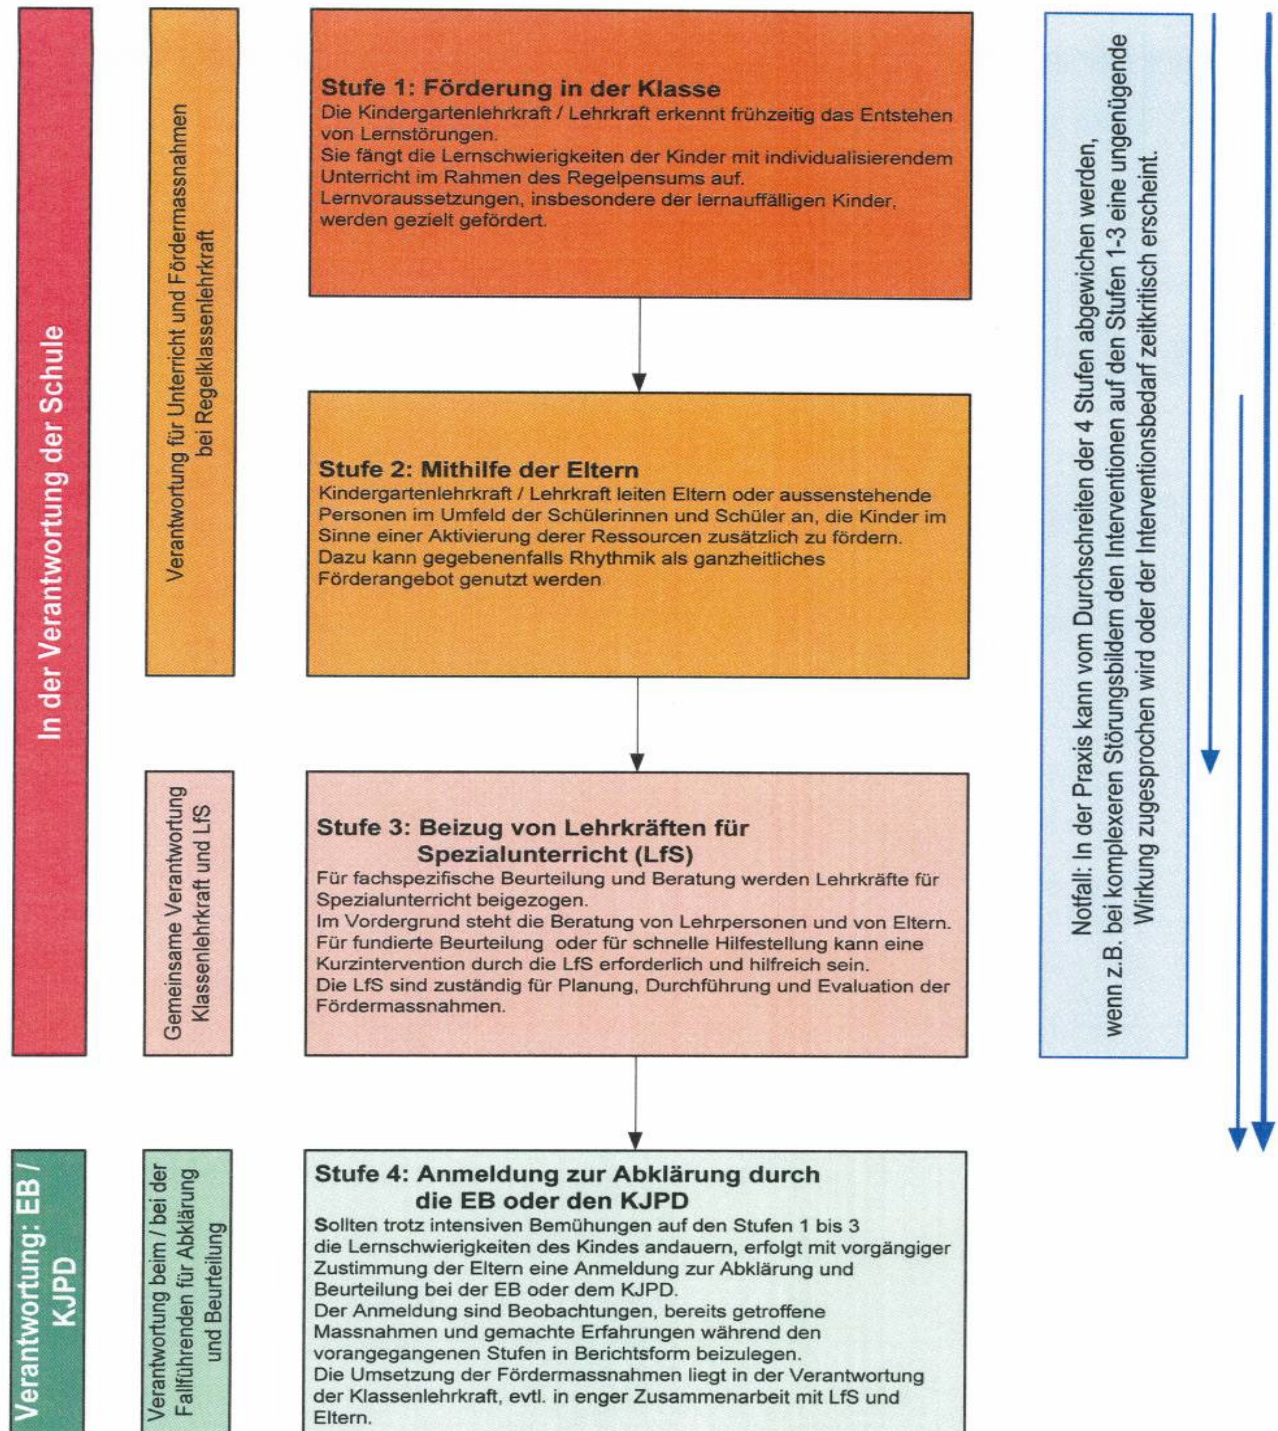 In der Verantwortung der Schule
Verantwortung für Unterricht und Fördermassnahmen
bei Regelklassenlehrkraft
Stufe 1: Förderung in der Klasse
Die Kindergartenlehrkraft / Lehrkraft erkennt frühzeitig das Entstehen
von Lernstörungen.
Sie fängt die Lernschwierigkeiten der Kinder mit individualisierendem
Unterricht im Rahmen des Regelpensums auf.
Lernvoraussetzungen, insbesondere der lernauffälligen Kinder,
werden gezielt gefördert.
Stufe 2: Mithilfe der Eltern
Kindergartenlehrkraft / Lehrkraft leiten Eltern oder aussenstehende
Personen im Umfeld der Schülerinnen und Schüler an, die Kinder im
Sinne einer Aktivierung derer Ressourcen zusätzlich zu fördern.
Dazu kann gegebenenfalls Rhythmik als ganzheitliches
Förderangebot genutzt werden
Gemeinsame Verantwortung
Klassenlehrkraft und LfS
Stufe 3: Beizug von Lehrkräften für
Spezialunterricht (LfS)
Für fachspezifische Beurteilung und Beratung werden Lehrkräfte für
Spezialunterricht beigezogen.
Im Vordergrund steht die Beratung von Lehrpersonen und von Eltern.
Für fundierte Beurteilung oder für schnelle Hilfestellung kann eine
Kurzintervention durch die LfS erforderlich und hilfreich sein.
Die LfS sind zuständig für Planung, Durchführung und Evaluation der
Fördermassnahmen.
Verantwortung: EB /
KJPD
Verantwortung beim / bei der
Fallführenden für Abklärung
und Beurteilung
Stufe 4: Anmeldung zur Abklärung durch
die EB oder den KJPD
Sollten trotz intensiven Bemühungen auf den Stufen 1 bis 3
die Lernschwierigkeiten des Kindes andauern, erfolgt mit vorgängiger
Zustimmung der Eltern eine Anmeldung zur Abklärung und
Beurteilung bei der EB oder dem KJPD.
Der Anmeldung sind Beobachtungen, bereits getroffene
Massnahmen und gemachte Erfahrungen während den
vorangegangenen Stufen in Berichtsform beizulegen.
Die Umsetzung der Fördermassnahmen liegt in der Verantwortung
der Klassenlehrkraft, evtl. in enger Zusammenarbeit mit LfS und
Eltern.
Notfall: In der Praxis kann vom Durchschreiten der 4 Stufen abgewichen werden,
wenn z.B. bei komplexeren Störungsbildern den Interventionen auf den Stufen 1-3 eine ungenügende
Wirkung zugesprochen wird oder der Interventionsbedarf zeitkritisch erscheint.